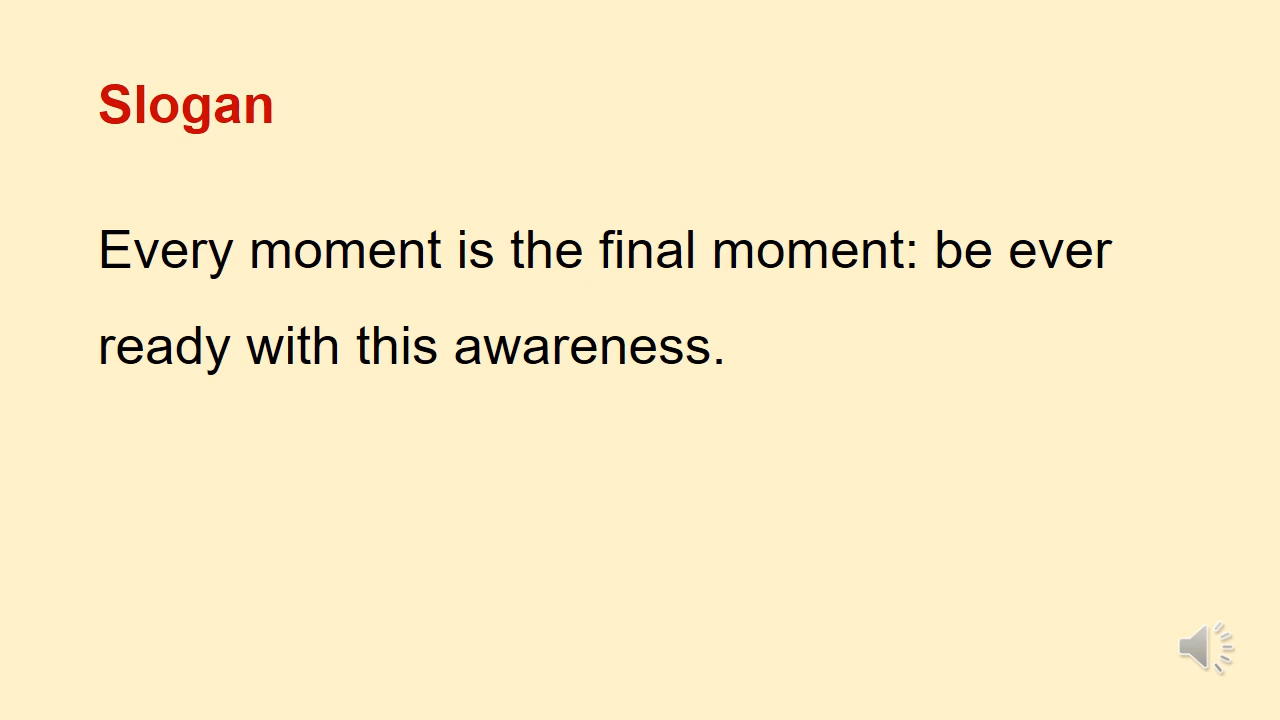 Slogan
Every moment is the final moment: be ever
ready with this awareness.